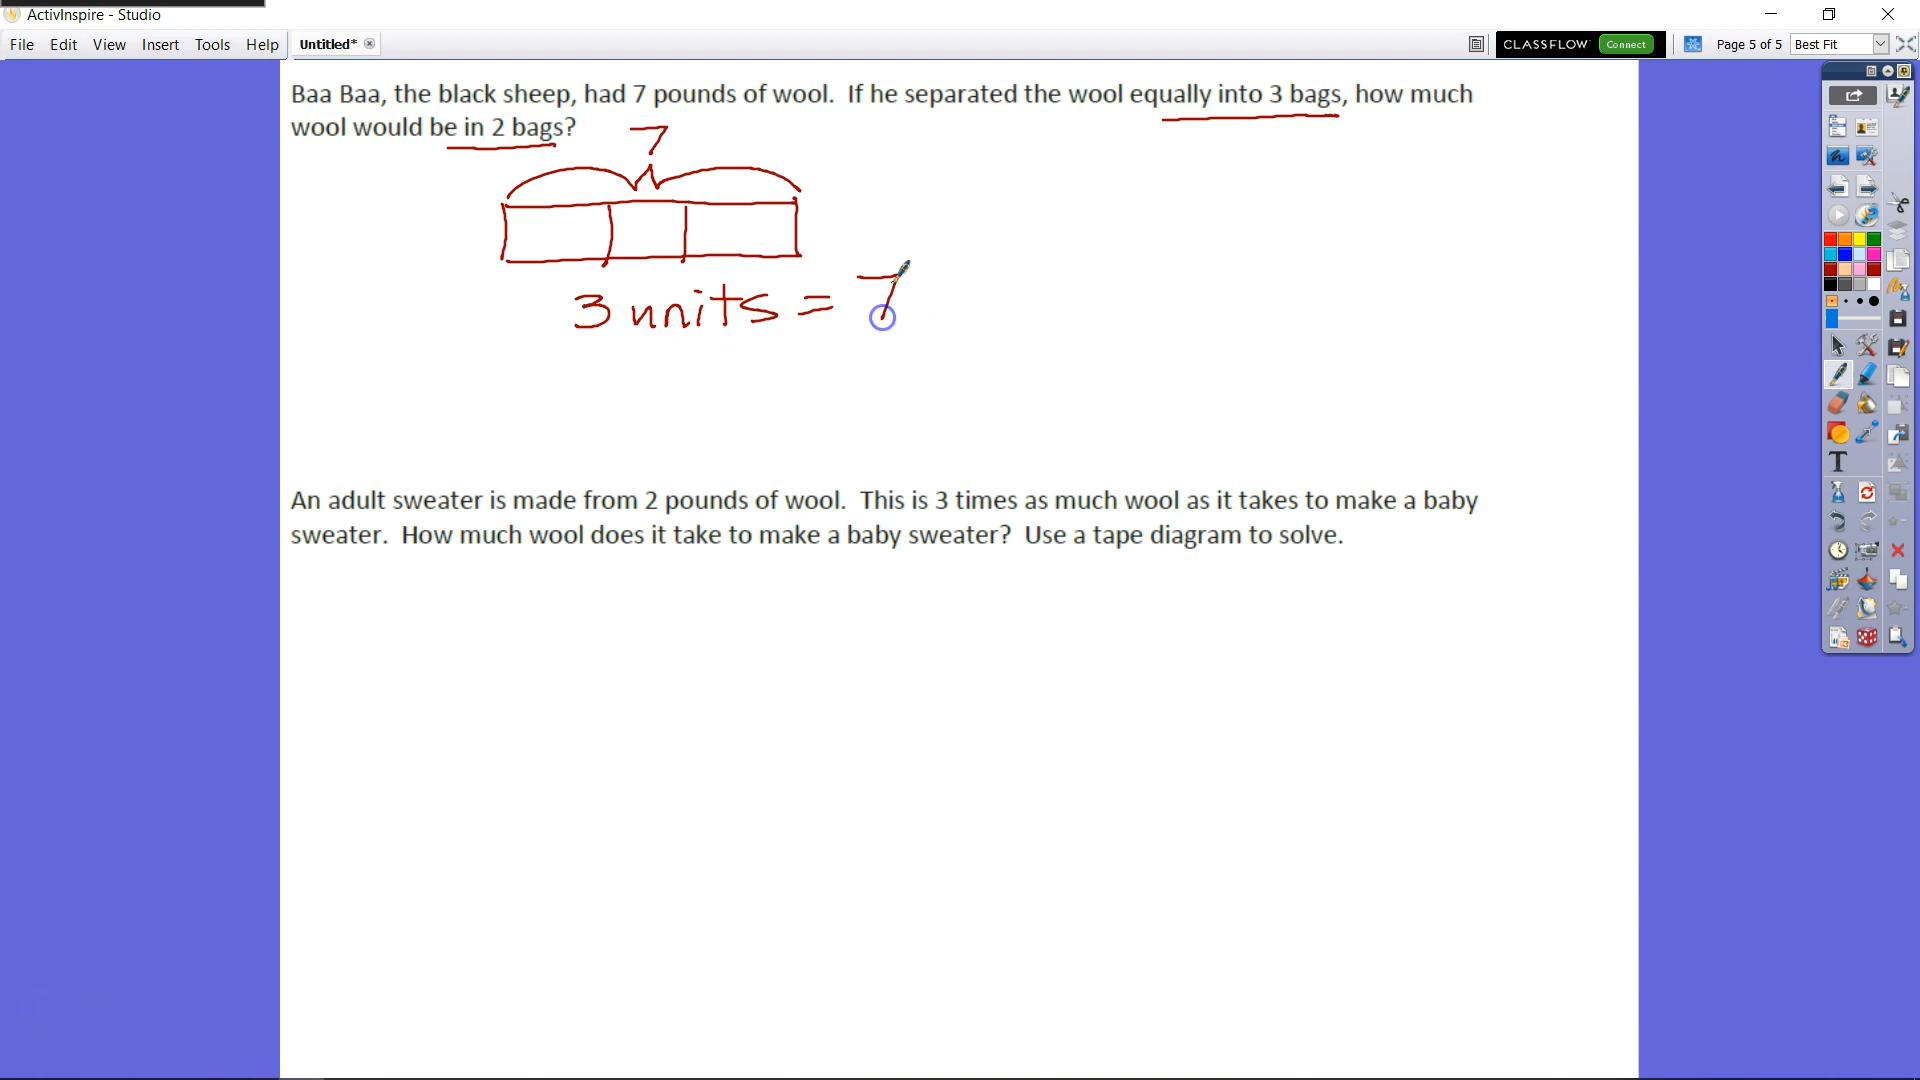 ActivInspire - Studio
File Edit View Insert Tools Help Untitled* CLASSFLOW Connect Page 5 of 5 Best Fit
Baa Baa, the black sheep, had 7 pounds of wool. If he separated the wool equally into 3 bags, how much
wool would be in 2 bags?
7
3 units = 7
An adult sweater is made from 2 pounds of wool. This is 3 times as much wool as it takes to make a baby
sweater. How much wool does it take to make a baby sweater? Use a tape diagram to solve.